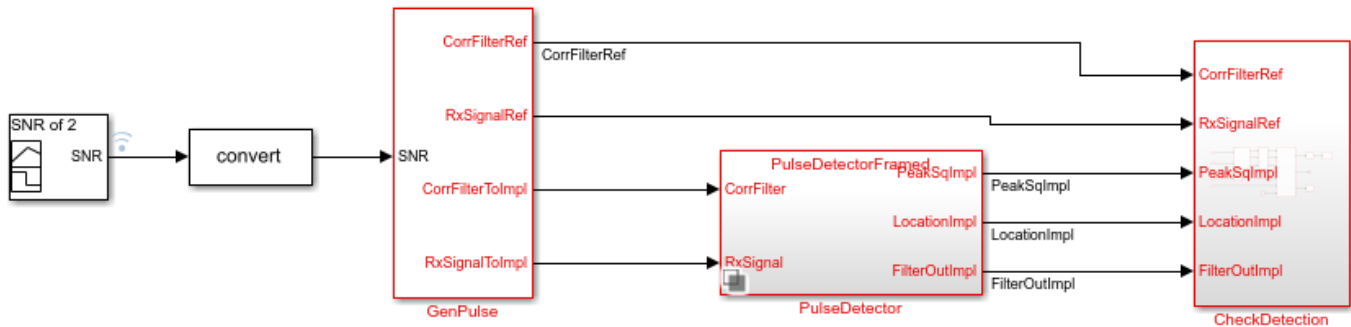 SNR of 2
SNR
convert
SNR
CorrFilterRef
RxSignalRef
CorrFilterToImpl
RxSignalToImpl
GenPulse
CorrFilterRef
PulseDetectorFramed
CorrFilter
RxSignal
PeakSqImpl
LocationImpl
FilterOutImpl
PulseDetector
PeakSqImpl
LocationImpl
FilterOutImpl
CorrFilterRef
RxSignalRef
PeakSqImpl
LocationImpl
FilterOutImpl
CheckDetection